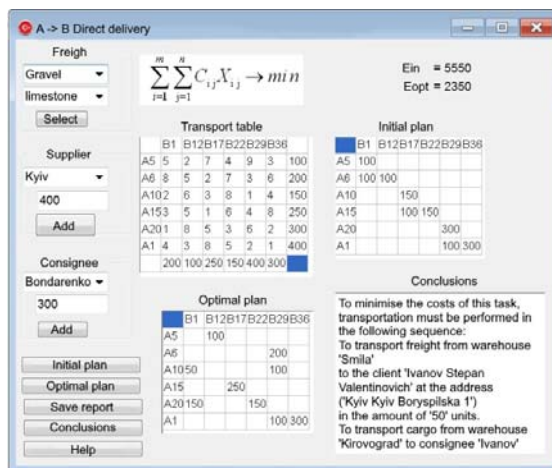 A -> B Direct delivery
Freigh
Gravel
limestone
Select
Supplier
Kyiv
400
Add
Consignee
Bondarenko
300
Add
Initial plan
Optimal plan
Save report
Conclusions
Help
m n
∑ ∑ C i j X i j → min
i=1 j=1
Ein = 5550
Eopt = 2350
Transport table
B1 B12 B17 B22 B29 B36
A5 5 2 7 4 9 3 100
A6 8 5 2 7 3 6 200
A10 2 6 3 8 1 4 150
A15 3 5 1 6 4 8 250
A20 1 8 5 3 6 2 300
A1 4 3 8 5 2 1 400
200 100 250 150 400 300
Initial plan
B1 B12 B17 B22 B29 B36
A5 100
A6 100 100
A10 150
A15 100 150
A20 300
A1 100 300
Optimal plan
B1 B12 B17 B22 B29 B36
A5 100
A6 200
A10 50 100
A15 250
A20 150 150
A1 100 300
Conclusions
To minimise the costs of this task,
transportation must be performed in
the following sequence:
To transport freight from warehouse
'Smila'
to the client 'Ivanov Stepan
Valentinovich' at the address
('Kyiv Kyiv Boryspilska 1')
in the amount of '50' units.
To transport cargo from warehouse
'Kirovograd' to consignee 'Ivanov'